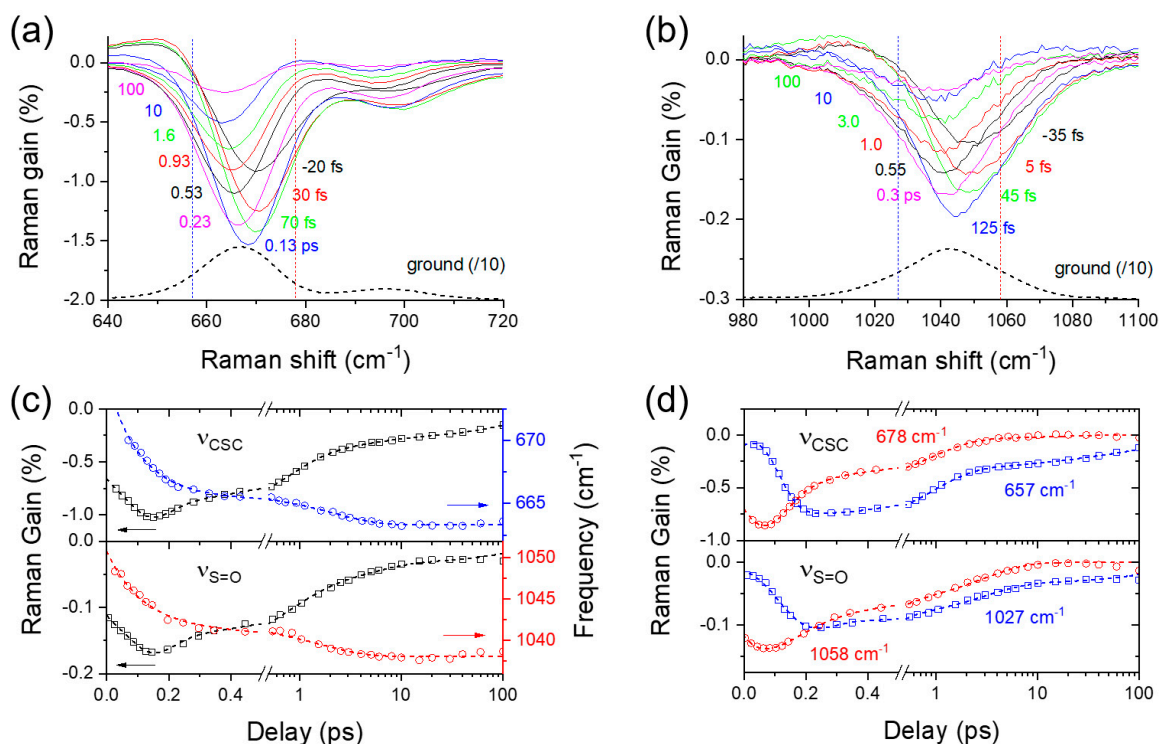 (a)
0.0
-0.5
-1.0
-1.5
-2.0
Raman gain (%)
100
10
1.6
0.93
0.53
0.23
-20 fs
30 fs
70 fs
0.13 ps
ground (/10)
640 660 680 700 720
Raman shift (cm-1)
(b)
0.0
-0.1
-0.2
-0.3
Raman Gain (%)
100
10
3.0
1.0
0.55
0.3 ps
-35 fs
5 fs
45 fs
125 fs
ground (/10)
980 1000 1020 1040 1060 1080 1100
Raman shift (cm-1)
(c)
0.0
-0.5
-1.0
0.0
-0.1
-0.2
Raman Gain (%)
νCSC
νS=O
670
665
1050
1045
1040
1035
Frequency (cm-1)
0.0 0.2 0.4 1 10 100
Delay (ps)
(d)
0.0
-0.5
-1.0
0.0
-0.1
Raman Gain (%)
νCSC
678 cm-1
657 cm-1
νS=O
1027 cm-1
1058 cm-1
0.0 0.2 0.4 1 10 100
Delay (ps)